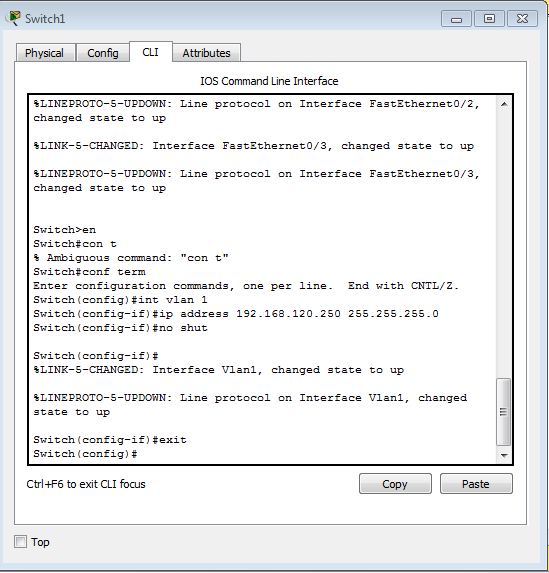 Switch1
Physical Config CLI Attributes
IOS Command Line Interface
%LINEPROTO-5-UPDOWN: Line protocol on Interface FastEthernet0/2,
changed state to up
%LINK-5-CHANGED: Interface FastEthernet0/3, changed state to up
%LINEPROTO-5-UPDOWN: Line protocol on Interface FastEthernet0/3,
changed state to up
Switch>en
Switch#con t
% Ambiguous command: "con t"
Switch#conf term
Enter configuration commands, one per line.  End with CNTL/Z.
Switch(config)#int vlan 1
Switch(config-if)#ip address 192.168.120.250 255.255.255.0
Switch(config-if)#no shut
Switch(config-if)#
%LINK-5-CHANGED: Interface Vlan1, changed state to up
%LINEPROTO-5-UPDOWN: Line protocol on Interface Vlan1, changed
state to up
Switch(config-if)#exit
Switch(config)#
Ctrl+F6 to exit CLI focus Copy Paste
Top